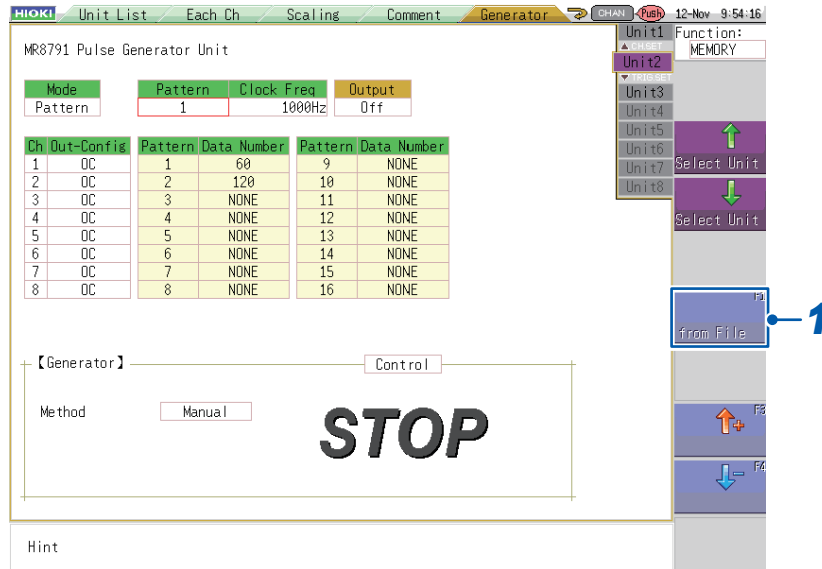 HIOKI Unit List Each Ch Scaling Comment Generator CHAN Push 12-Nov 9:54:16
MR8791 Pulse Generator Unit
Mode Pattern Clock Freq Output
Pattern 1 1000Hz Off
Ch Out-Config Pattern Data Number Pattern Data Number
1 OC 1 60 9 NONE
2 OC 2 120 10 NONE
3 OC 3 NONE 11 NONE
4 OC 4 NONE 12 NONE
5 OC 5 NONE 13 NONE
6 OC 6 NONE 14 NONE
7 OC 7 NONE 15 NONE
8 OC 8 NONE 16 NONE
【Generator】 Control
Method Manual
STOP
Hint
Unit1
▲ CH.SET
Unit2
▼ TRIG.SET
Unit3
Unit4
Unit5
Unit6
Unit7
Unit8
Function:
MEMORY
Select Unit
Select Unit
from File
1
F3
F4